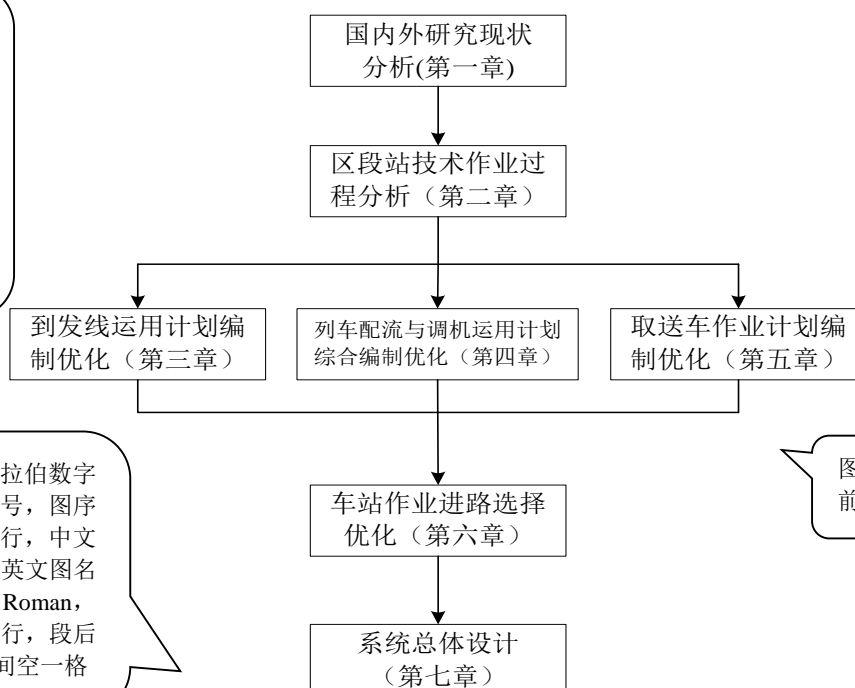 国内外研究现状
分析(第一章)
区段站技术作业过
程分析（第二章）
到发线运用计划编
制优化（第三章）
列车配流与调机运用计划
综合编制优化（第四章）
取送车作业计划编
制优化（第五章）
拉伯数字
号，图序
行，中文
英文图名
Roman，
行，段后
间空一格
图
前
车站作业进路选择
优化（第六章）
系统总体设计
（第七章）